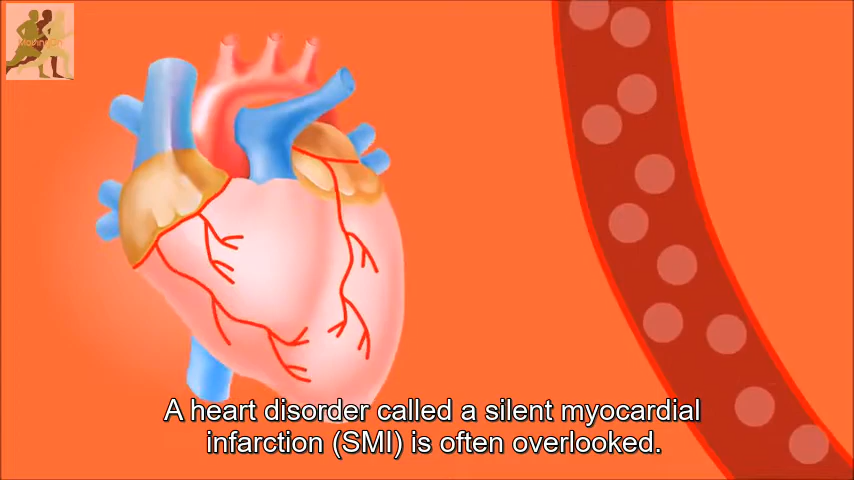 A heart disorder called a silent myocardial
infarction (SMI) is often overlooked.